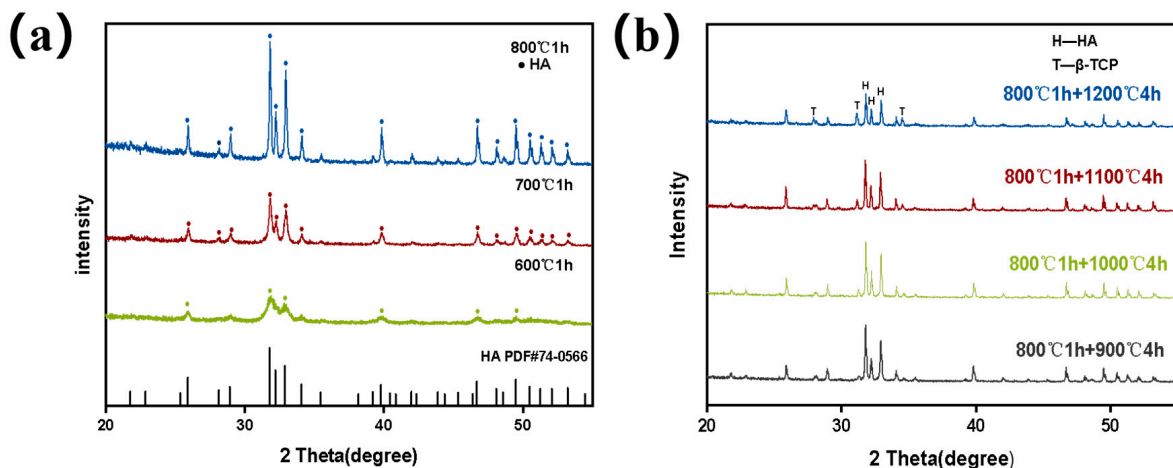 (a)
800℃1h
• HA
700℃1h
600℃1h
HA PDF#74-0566
intensity
20 30 40 50
2 Theta(degree)
(b)
H—HA
T—β-TCP
T T H H H T
800℃1h+1200℃4h
800℃1h+1100℃4h
800℃1h+1000℃4h
800℃1h+900℃4h
Intensity
20 30 40 50
2 Theta(degree)